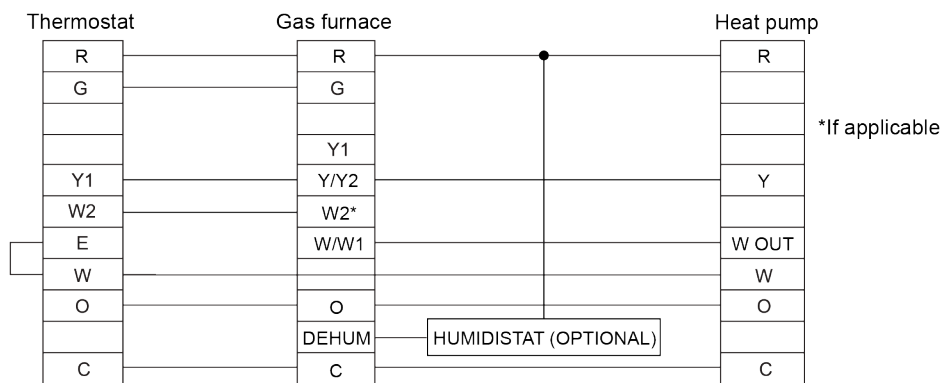 Thermostat Gas furnace Heat pump
R R R
G G
*If applicable
Y1
Y1 Y/Y2 Y
W2 W2*
E W/W1 W OUT
W W
O O O
DEHUM HUMIDISTAT (OPTIONAL)
C C C